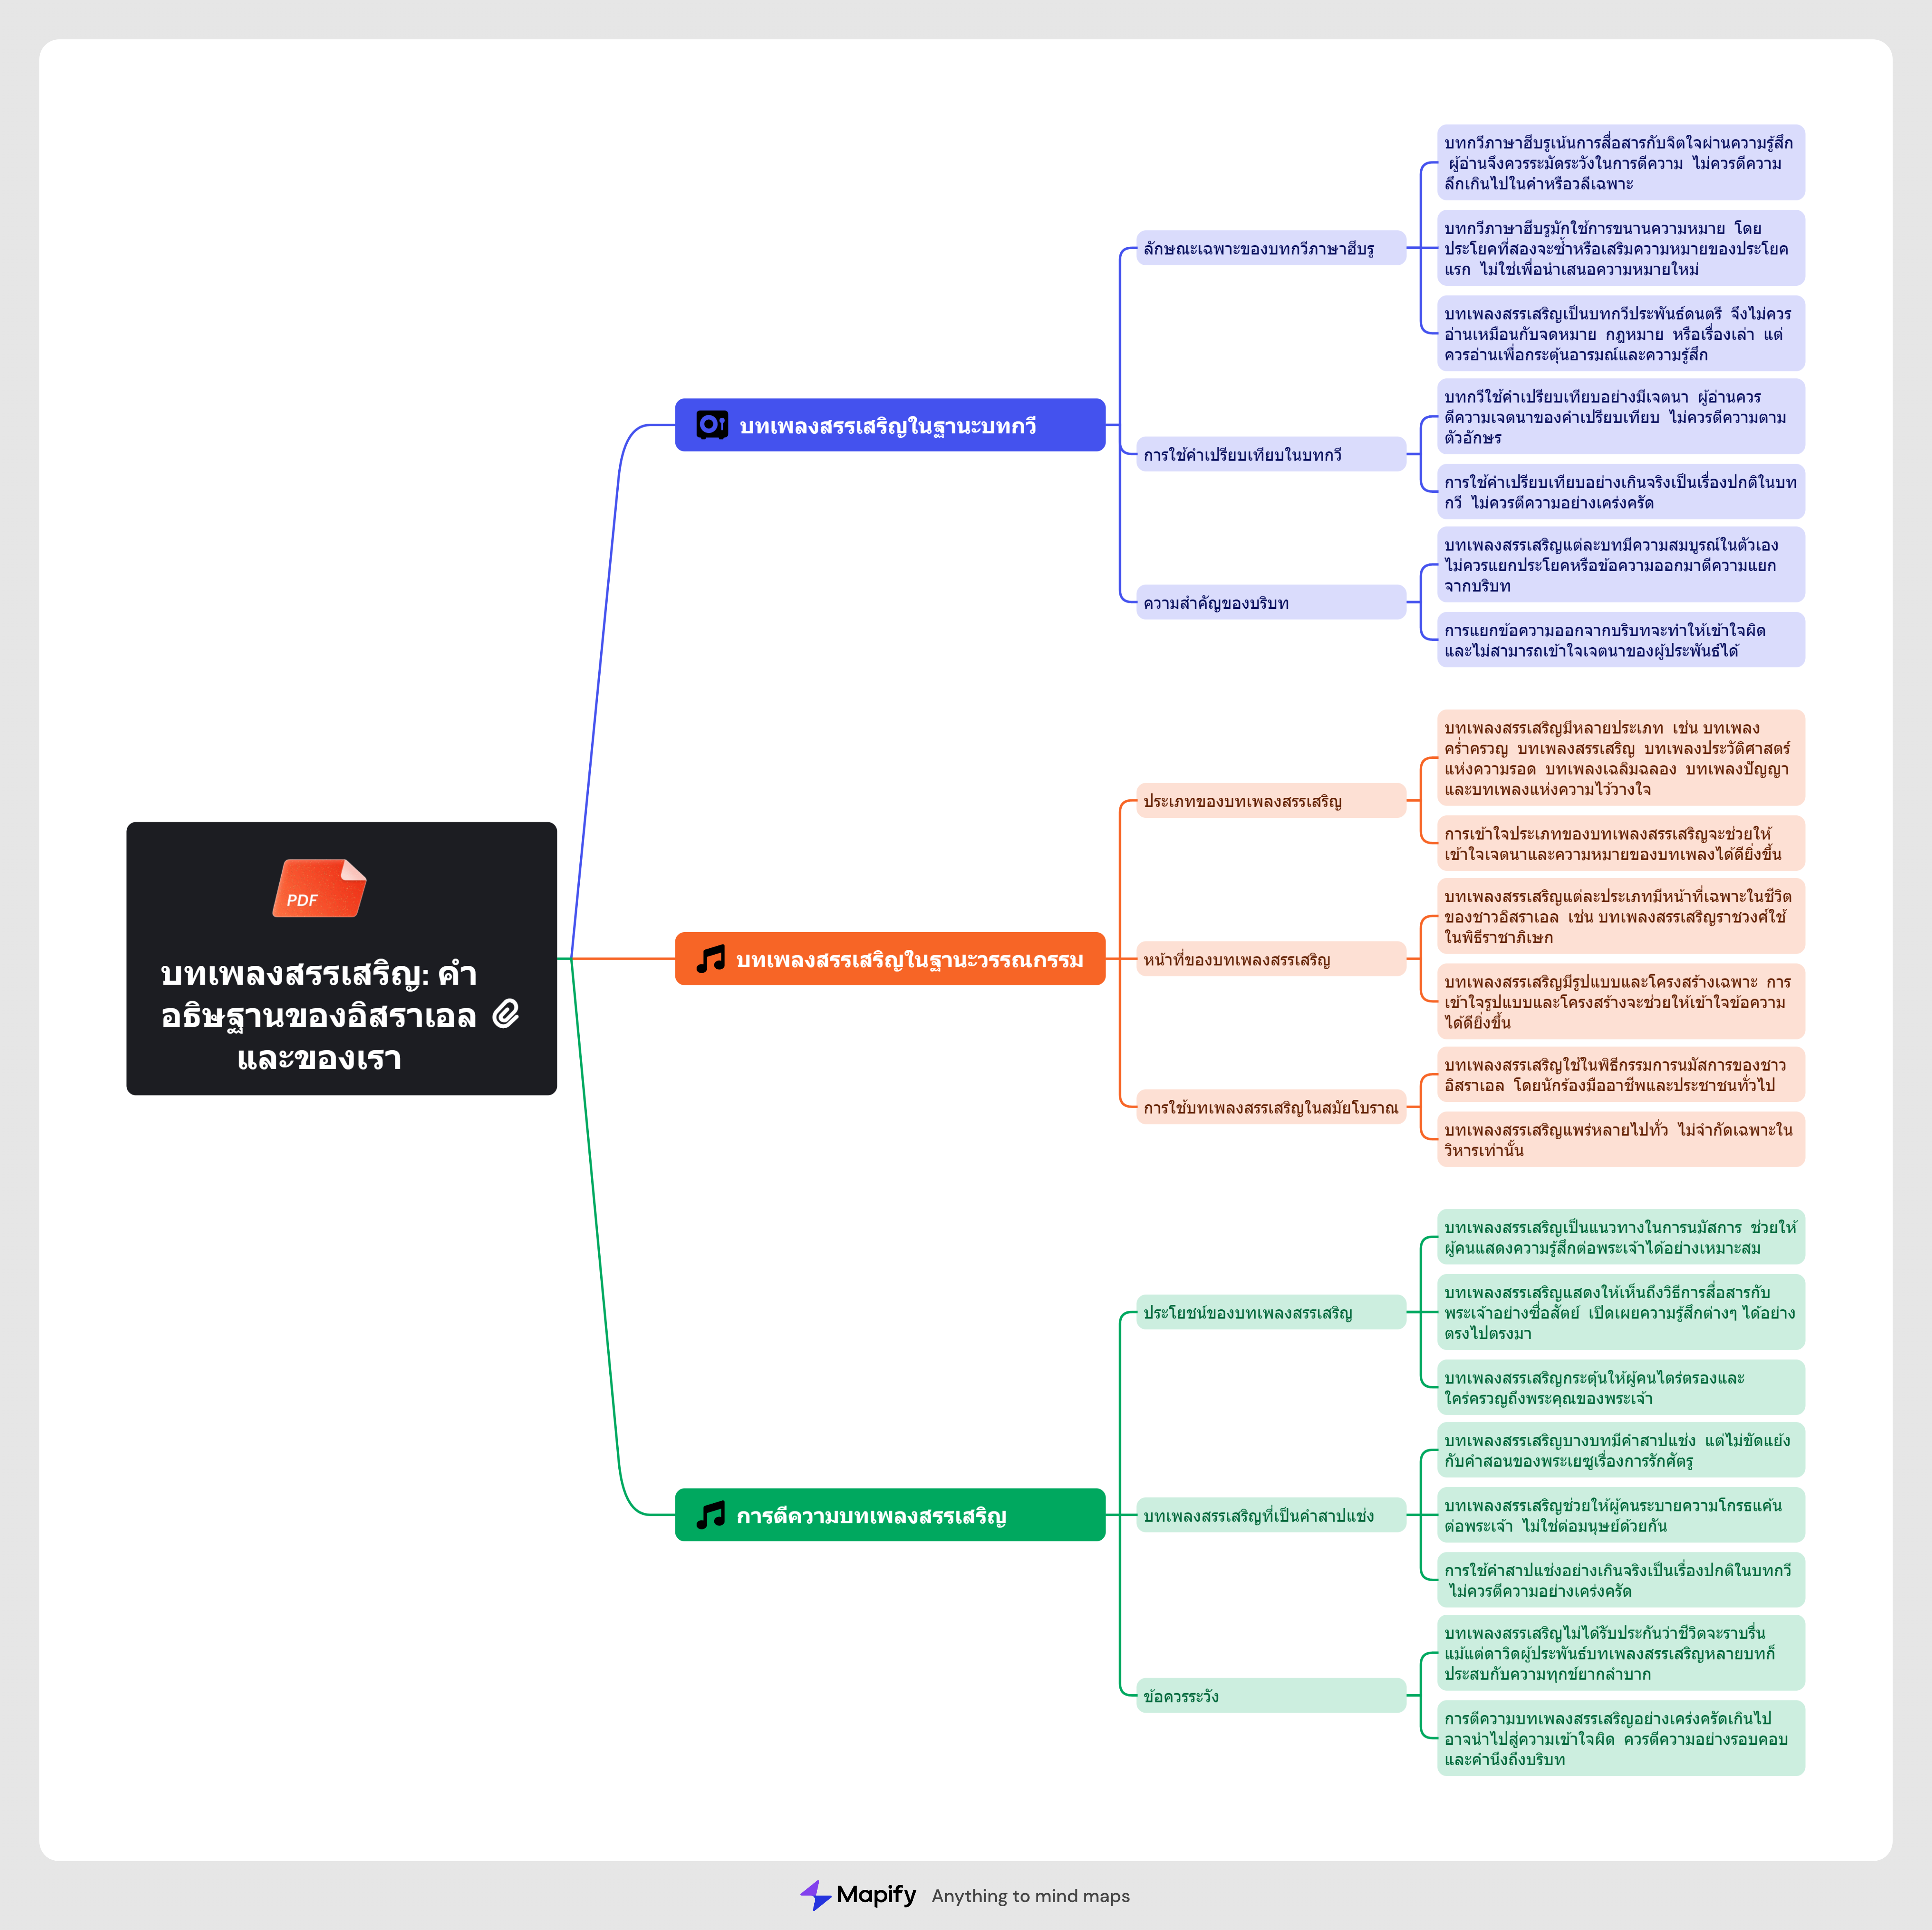 บทกวีภาษาฮีบรูเน้นการสื่อสารกับจิตใจผ่านความรู้สึก
ผู้อ่านจึงควรระมัดระวังในการตีความ ไม่ควรตีความ
ลึกเกินไปในคำหรือวลีเฉพาะ
ลักษณะเฉพาะของบทกวีภาษาฮีบรู
บทกวีภาษาฮีบรูมักใช้การขนานความหมาย โดย
ประโยคที่สองจะซ้ำหรือเสริมความหมายของประโยค
แรก ไม่ใช่เพื่อนำเสนอความหมายใหม่
บทเพลงสรรเสริญเป็นบทกวีประพันธ์ดนตรี จึงไม่ควร
อ่านเหมือนกับจดหมาย กฎหมาย หรือเรื่องเล่า แต่
ควรอ่านเพื่อกระตุ้นอารมณ์และความรู้สึก
บทเพลงสรรเสริญในฐานะบทกวี
การใช้คำเปรียบเทียบในบทกวี
บทกวีใช้คำเปรียบเทียบอย่างมีเจตนา ผู้อ่านควร
ตีความเจตนาของคำเปรียบเทียบ ไม่ควรตีความตาม
ตัวอักษร
การใช้คำเปรียบเทียบอย่างเกินจริงเป็นเรื่องปกติในบท
กวี ไม่ควรตีความอย่างเคร่งครัด
ความสำคัญของบริบท
บทเพลงสรรเสริญแต่ละบทมีความสมบูรณ์ในตัวเอง
ไม่ควรแยกประโยคหรือข้อความออกมาตีความแยก
จากบริบท
การแยกข้อความออกจากบริบทจะทำให้เข้าใจผิด
และไม่สามารถเข้าใจเจตนาของผู้ประพันธ์ได้
PDF
บทเพลงสรรเสริญ: คำ
อธิษฐานของอิสราเอล
และของเรา
บทเพลงสรรเสริญในฐานะวรรณกรรม
ประเภทของบทเพลงสรรเสริญ
บทเพลงสรรเสริญมีหลายประเภท เช่น บทเพลง
คร่ำครวญ บทเพลงสรรเสริญ บทเพลงประวัติศาสตร์
แห่งความรอด บทเพลงเฉลิมฉลอง บทเพลงปัญญา
และบทเพลงแห่งความไว้วางใจ
การเข้าใจประเภทของบทเพลงสรรเสริญจะช่วยให้
เข้าใจเจตนาและความหมายของบทเพลงได้ดียิ่งขึ้น
หน้าที่ของบทเพลงสรรเสริญ
บทเพลงสรรเสริญแต่ละประเภทมีหน้าที่เฉพาะในชีวิต
ของชาวอิสราเอล เช่น บทเพลงสรรเสริญราชวงศ์ใช้
ในพิธีราชาภิเษก
บทเพลงสรรเสริญมีรูปแบบและโครงสร้างเฉพาะ การ
เข้าใจรูปแบบและโครงสร้างจะช่วยให้เข้าใจข้อความ
ได้ดียิ่งขึ้น
การใช้บทเพลงสรรเสริญในสมัยโบราณ
บทเพลงสรรเสริญใช้ในพิธีกรรมการนมัสการของชาว
อิสราเอล โดยนักร้องมืออาชีพและประชาชนทั่วไป
บทเพลงสรรเสริญแพร่หลายไปทั่ว ไม่จำกัดเฉพาะใน
วิหารเท่านั้น
การตีความบทเพลงสรรเสริญ
ประโยชน์ของบทเพลงสรรเสริญ
บทเพลงสรรเสริญเป็นแนวทางในการนมัสการ ช่วยให้
ผู้คนแสดงความรู้สึกต่อพระเจ้าได้อย่างเหมาะสม
บทเพลงสรรเสริญแสดงให้เห็นถึงวิธีการสื่อสารกับ
พระเจ้าอย่างซื่อสัตย์ เปิดเผยความรู้สึกต่างๆ ได้อย่าง
ตรงไปตรงมา
บทเพลงสรรเสริญกระตุ้นให้ผู้คนไตร่ตรองและ
ใคร่ครวญถึงพระคุณของพระเจ้า
บทเพลงสรรเสริญที่เป็นคำสาปแช่ง
บทเพลงสรรเสริญบางบทมีคำสาปแช่ง แต่ไม่ขัดแย้ง
กับคำสอนของพระเยซูเรื่องการรักศัตรู
บทเพลงสรรเสริญช่วยให้ผู้คนระบายความโกรธแค้น
ต่อพระเจ้า ไม่ใช่ต่อมนุษย์ด้วยกัน
การใช้คำสาปแช่งอย่างเกินจริงเป็นเรื่องปกติในบทกวี
ไม่ควรตีความอย่างเคร่งครัด
ข้อควรระวัง
บทเพลงสรรเสริญไม่ได้รับประกันว่าชีวิตจะราบรื่น
แม้แต่ดาวิดผู้ประพันธ์บทเพลงสรรเสริญหลายบทก็
ประสบกับความทุกข์ยากลำบาก
การตีความบทเพลงสรรเสริญอย่างเคร่งครัดเกินไป
อาจนำไปสู่ความเข้าใจผิด ควรตีความอย่างรอบคอบ
และคำนึงถึงบริบท
Mapify Anything to mind maps